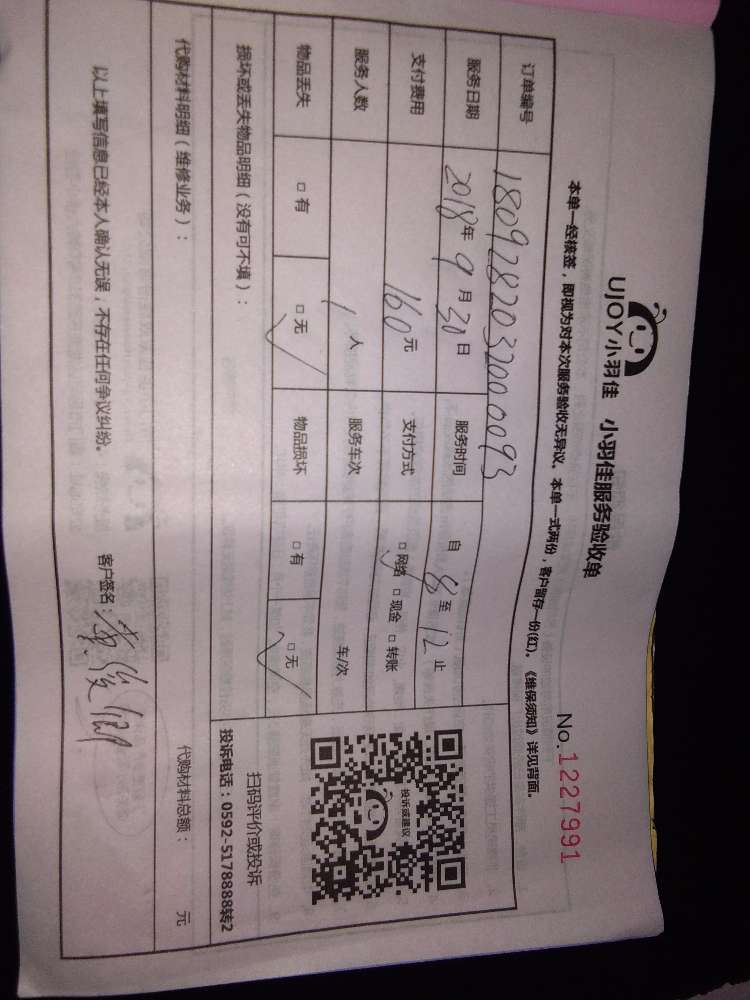 UJOY小羽佳 小羽佳服务验收单
No. 1227991
本单一经核签，即视为对本次服务验收无异议。本单一式两份，客户留存一份(红)。《维保须知》详见背面。
订单编号 180928203200093
服务日期 2018年9月30日 服务时间 自8至12止
支付费用 160元 支付方式 □网络 □现金 □转账
服务人数 1人 服务车次 车/次
物品丢失 □有 □无 物品损坏 □有 □无
损坏或丢失物品明细（没有可不填）：
投诉或建议
扫码评价或投诉
投诉电话：0592-5178888转2
代购材料明细（维修业务）： 代购材料总额： 元
以上填写信息已经本人确认无误，不存在任何争议纠纷。 客户签名：